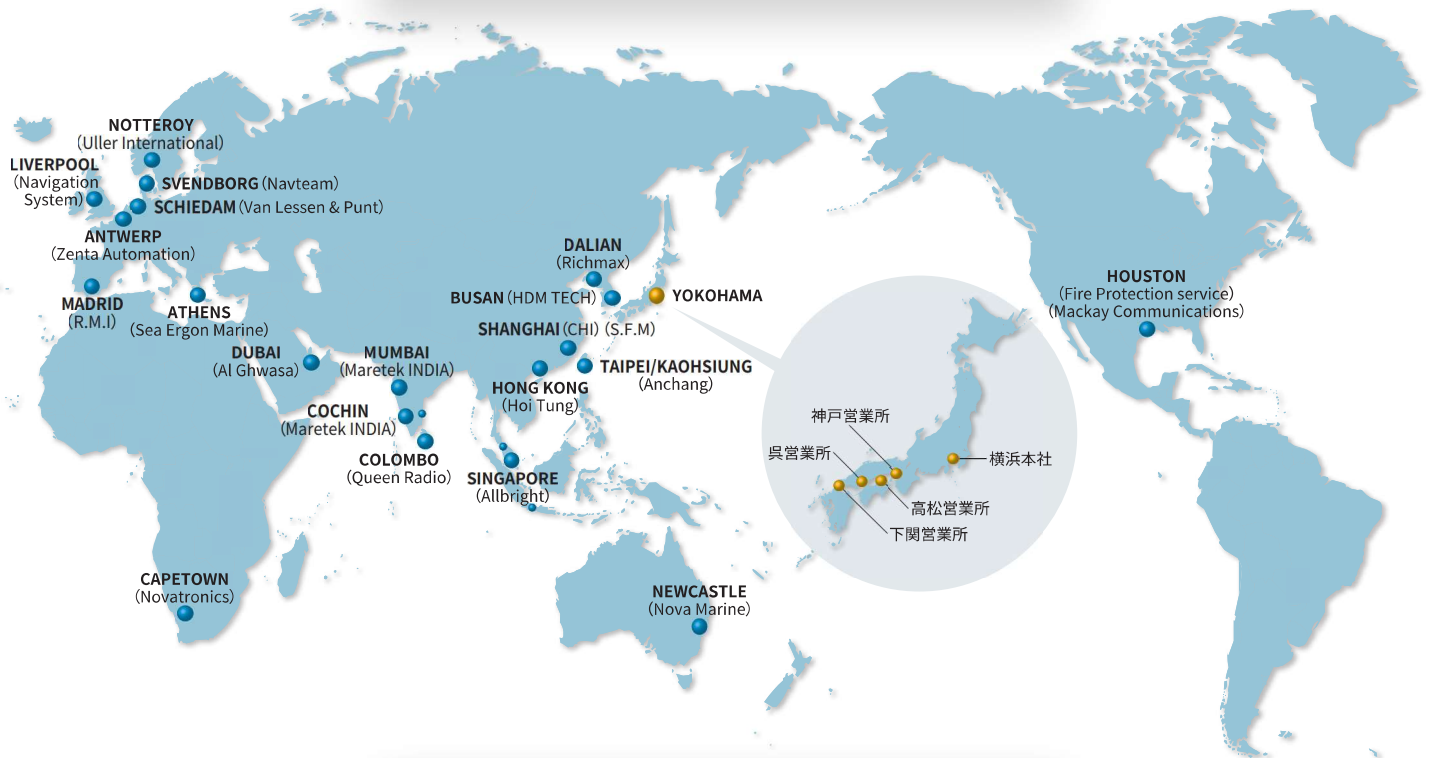 NOTTEROY
(Uller International)
LIVERPOOL
(Navigation
System)
SVENDBORG (Navteam)
SCHIEDAM (Van Lessen & Punt)
ANTWERP
(Zenta Automation)
MADRID
(R.M.I)
ATHENS
(Sea Ergon Marine)
DUBAI
(Al Ghwasa)
MUMBAI
(Maretek INDIA)
COCHIN
(Maretek INDIA)
COLOMBO
(Queen Radio)
DALIAN
(Richmax)
BUSAN (HDM TECH)
YOKOHAMA
SHANGHAI (CHI) (S.F.M)
TAIPEI/KAOHSIUNG
(Anchang)
HONG KONG
(Hoi Tung)
SINGAPORE
(Allbright)
CAPETOWN
(Novatronics)
NEWCASTLE
(Nova Marine)
HOUSTON
(Fire Protection service)
(Mackay Communications)
神戸営業所
呉営業所
横浜本社
高松営業所
下関営業所